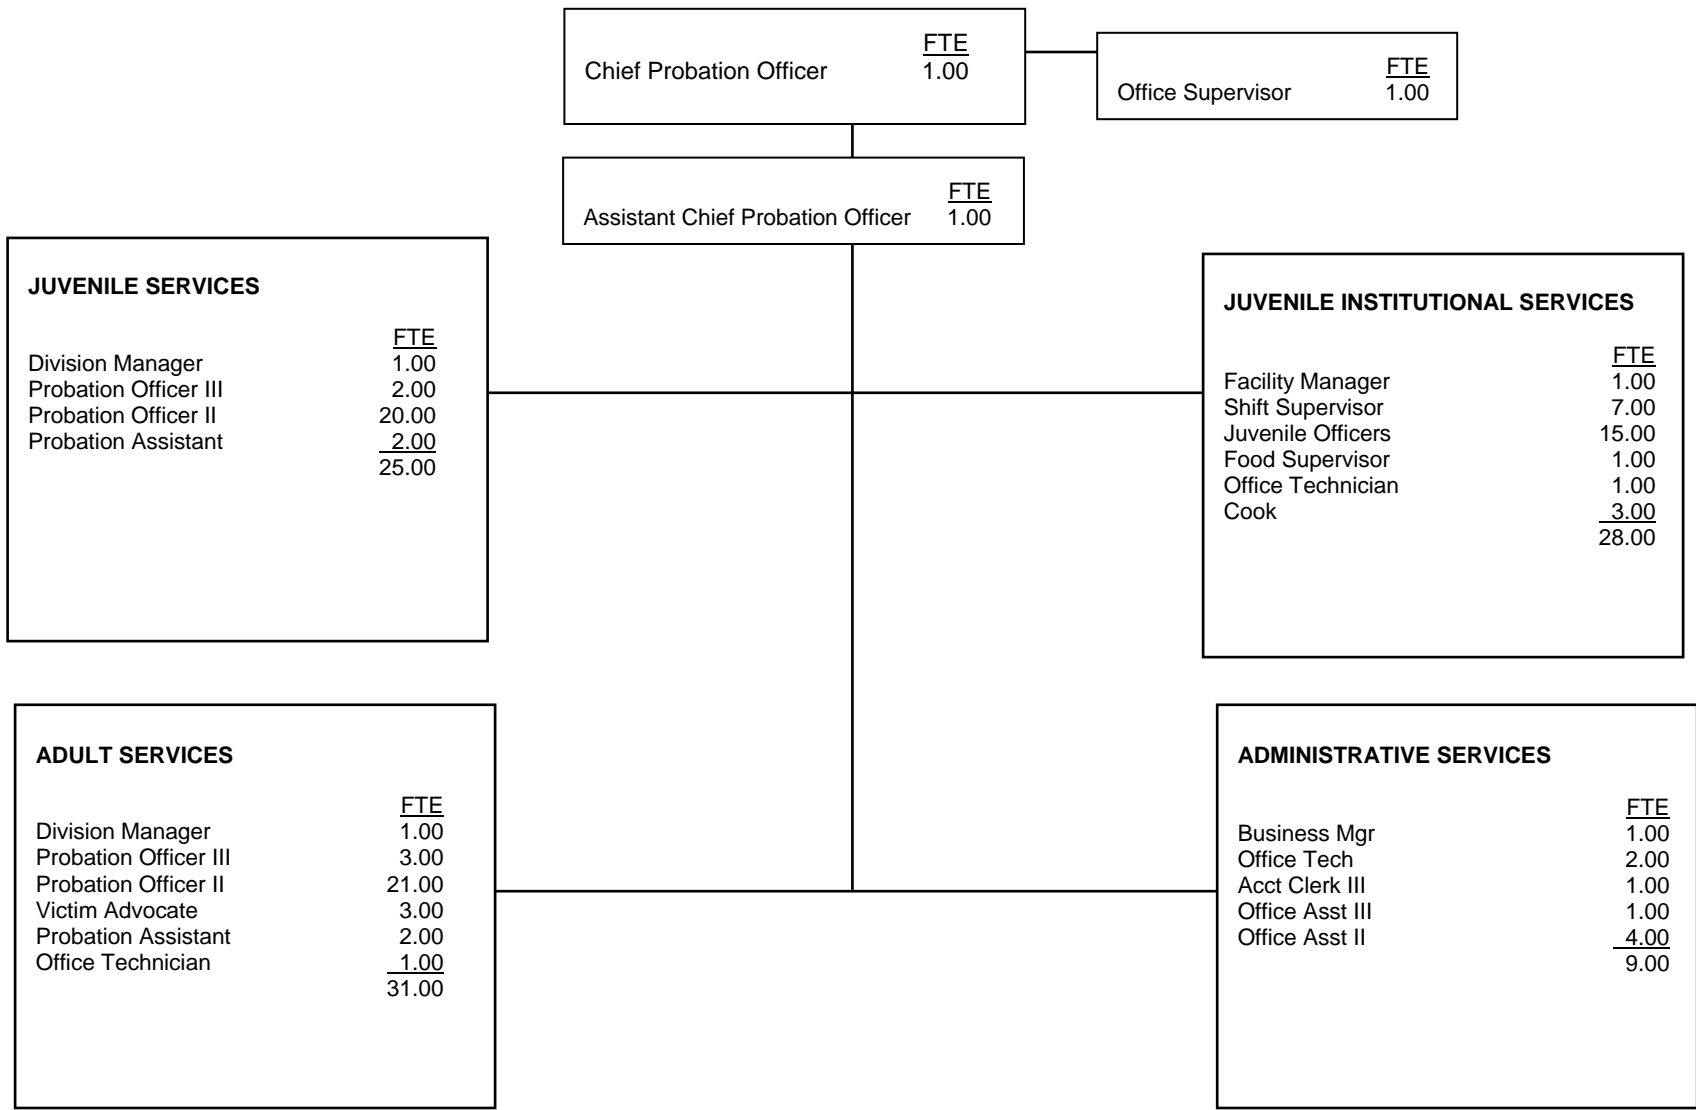 FTE
Chief Probation Officer 1.00
FTE
Office Supervisor 1.00
FTE
Assistant Chief Probation Officer 1.00
JUVENILE SERVICES
FTE
Division Manager 1.00
Probation Officer III 2.00
Probation Officer II 20.00
Probation Assistant 2.00
25.00
JUVENILE INSTITUTIONAL SERVICES
FTE
Facility Manager 1.00
Shift Supervisor 7.00
Juvenile Officers 15.00
Food Supervisor 1.00
Office Technician 1.00
Cook 3.00
28.00
ADULT SERVICES
FTE
Division Manager 1.00
Probation Officer III 3.00
Probation Officer II 21.00
Victim Advocate 3.00
Probation Assistant 2.00
Office Technician 1.00
31.00
ADMINISTRATIVE SERVICES
FTE
Business Mgr 1.00
Office Tech 2.00
Acct Clerk III 1.00
Office Asst III 1.00
Office Asst II 4.00
9.00